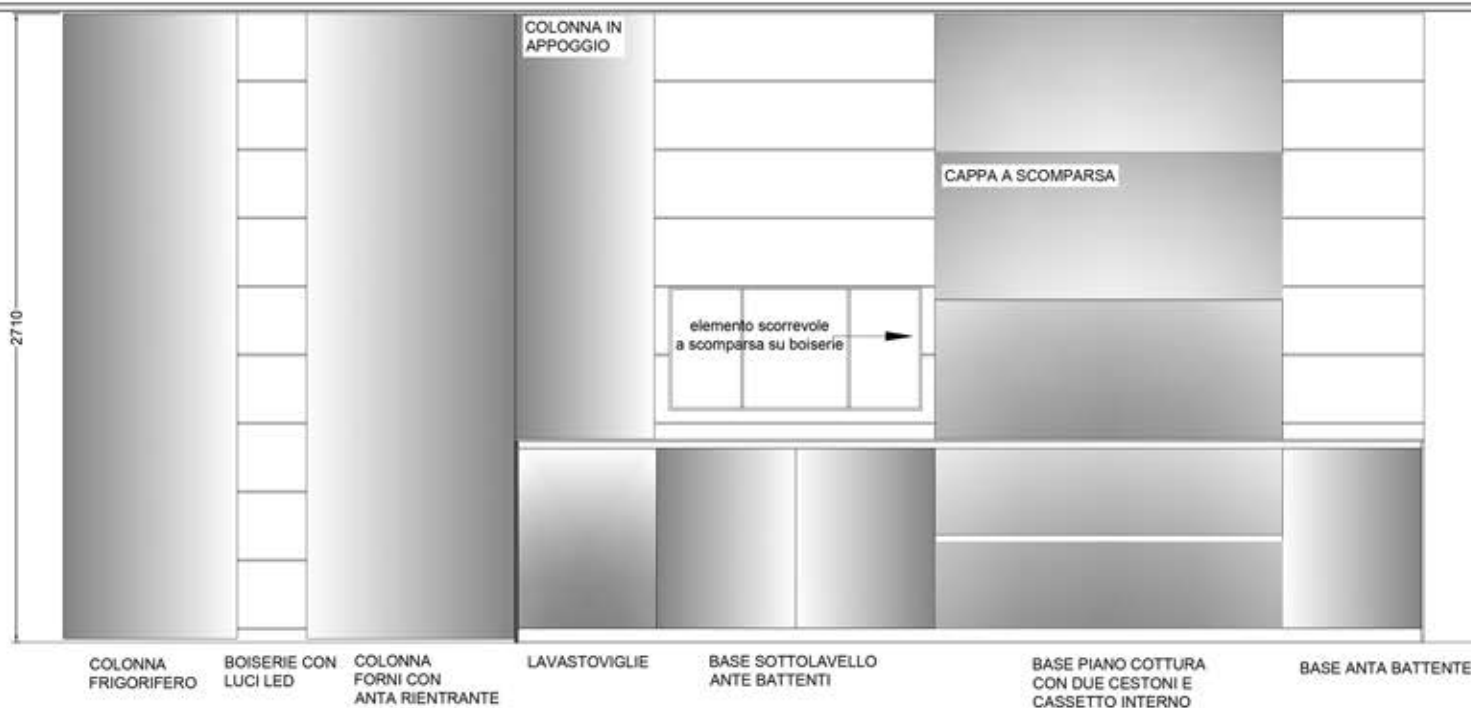 COLONNA IN
APPOGGIO
CAPPA A SCOMPARSA
2710
elemento scorrevole
a scomparsa su boiserie
COLONNA
FRIGORIFERO
BOISERIE CON
LUCI LED
COLONNA
FORNI CON
ANTA RIENTRANTE
LAVASTOVIGLIE
BASE SOTTOLAVELLO
ANTE BATTENTI
BASE PIANO COTTURA
CON DUE CESTONI E
CASSETTO INTERNO
BASE ANTA BATTENTE